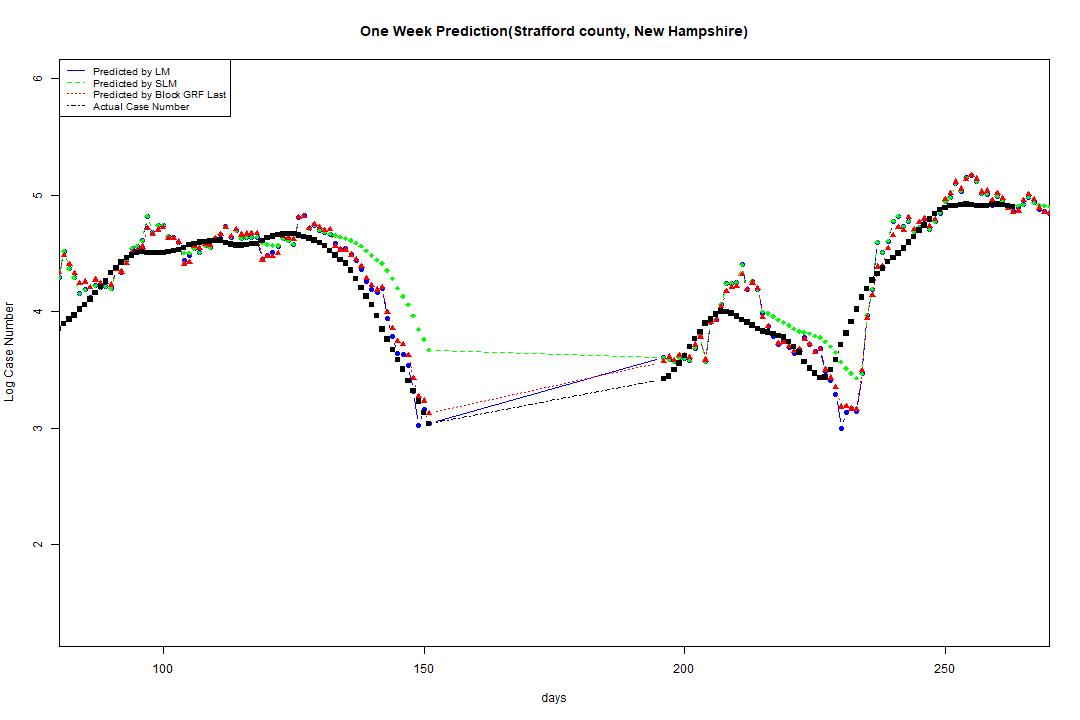 One Week Prediction(Strafford county, New Hampshire)
Predicted by LM
Predicted by SLM
Predicted by Block GRF Last
Actual Case Number
6
5
4
3
2
Log Case Number
100
150
200
250
days